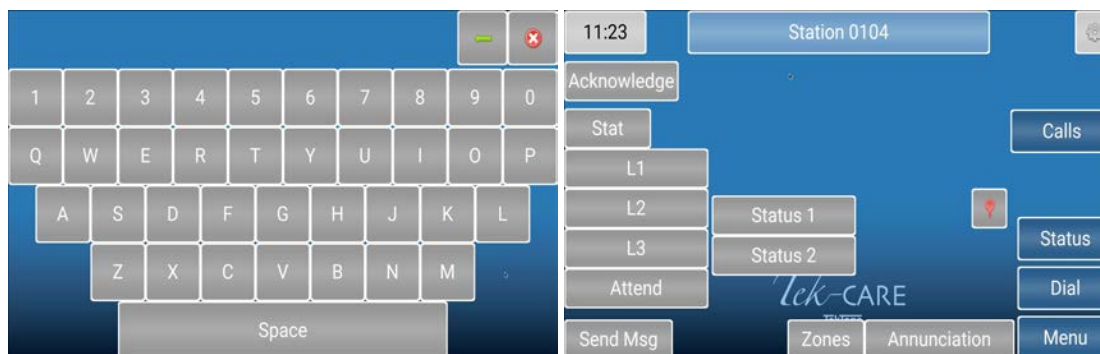 1 2 3 4 5 6 7 8 9 0
Q W E R T Y U I O P
A S D F G H J K L
Z X C V B N M
Space
11:23 Station 0104
Acknowledge
Stat Calls
L1
L2 Status 1
L3 Status 2 Status
Attend Tek-CARE Dial
Send Msg Zones Annunciation Menu